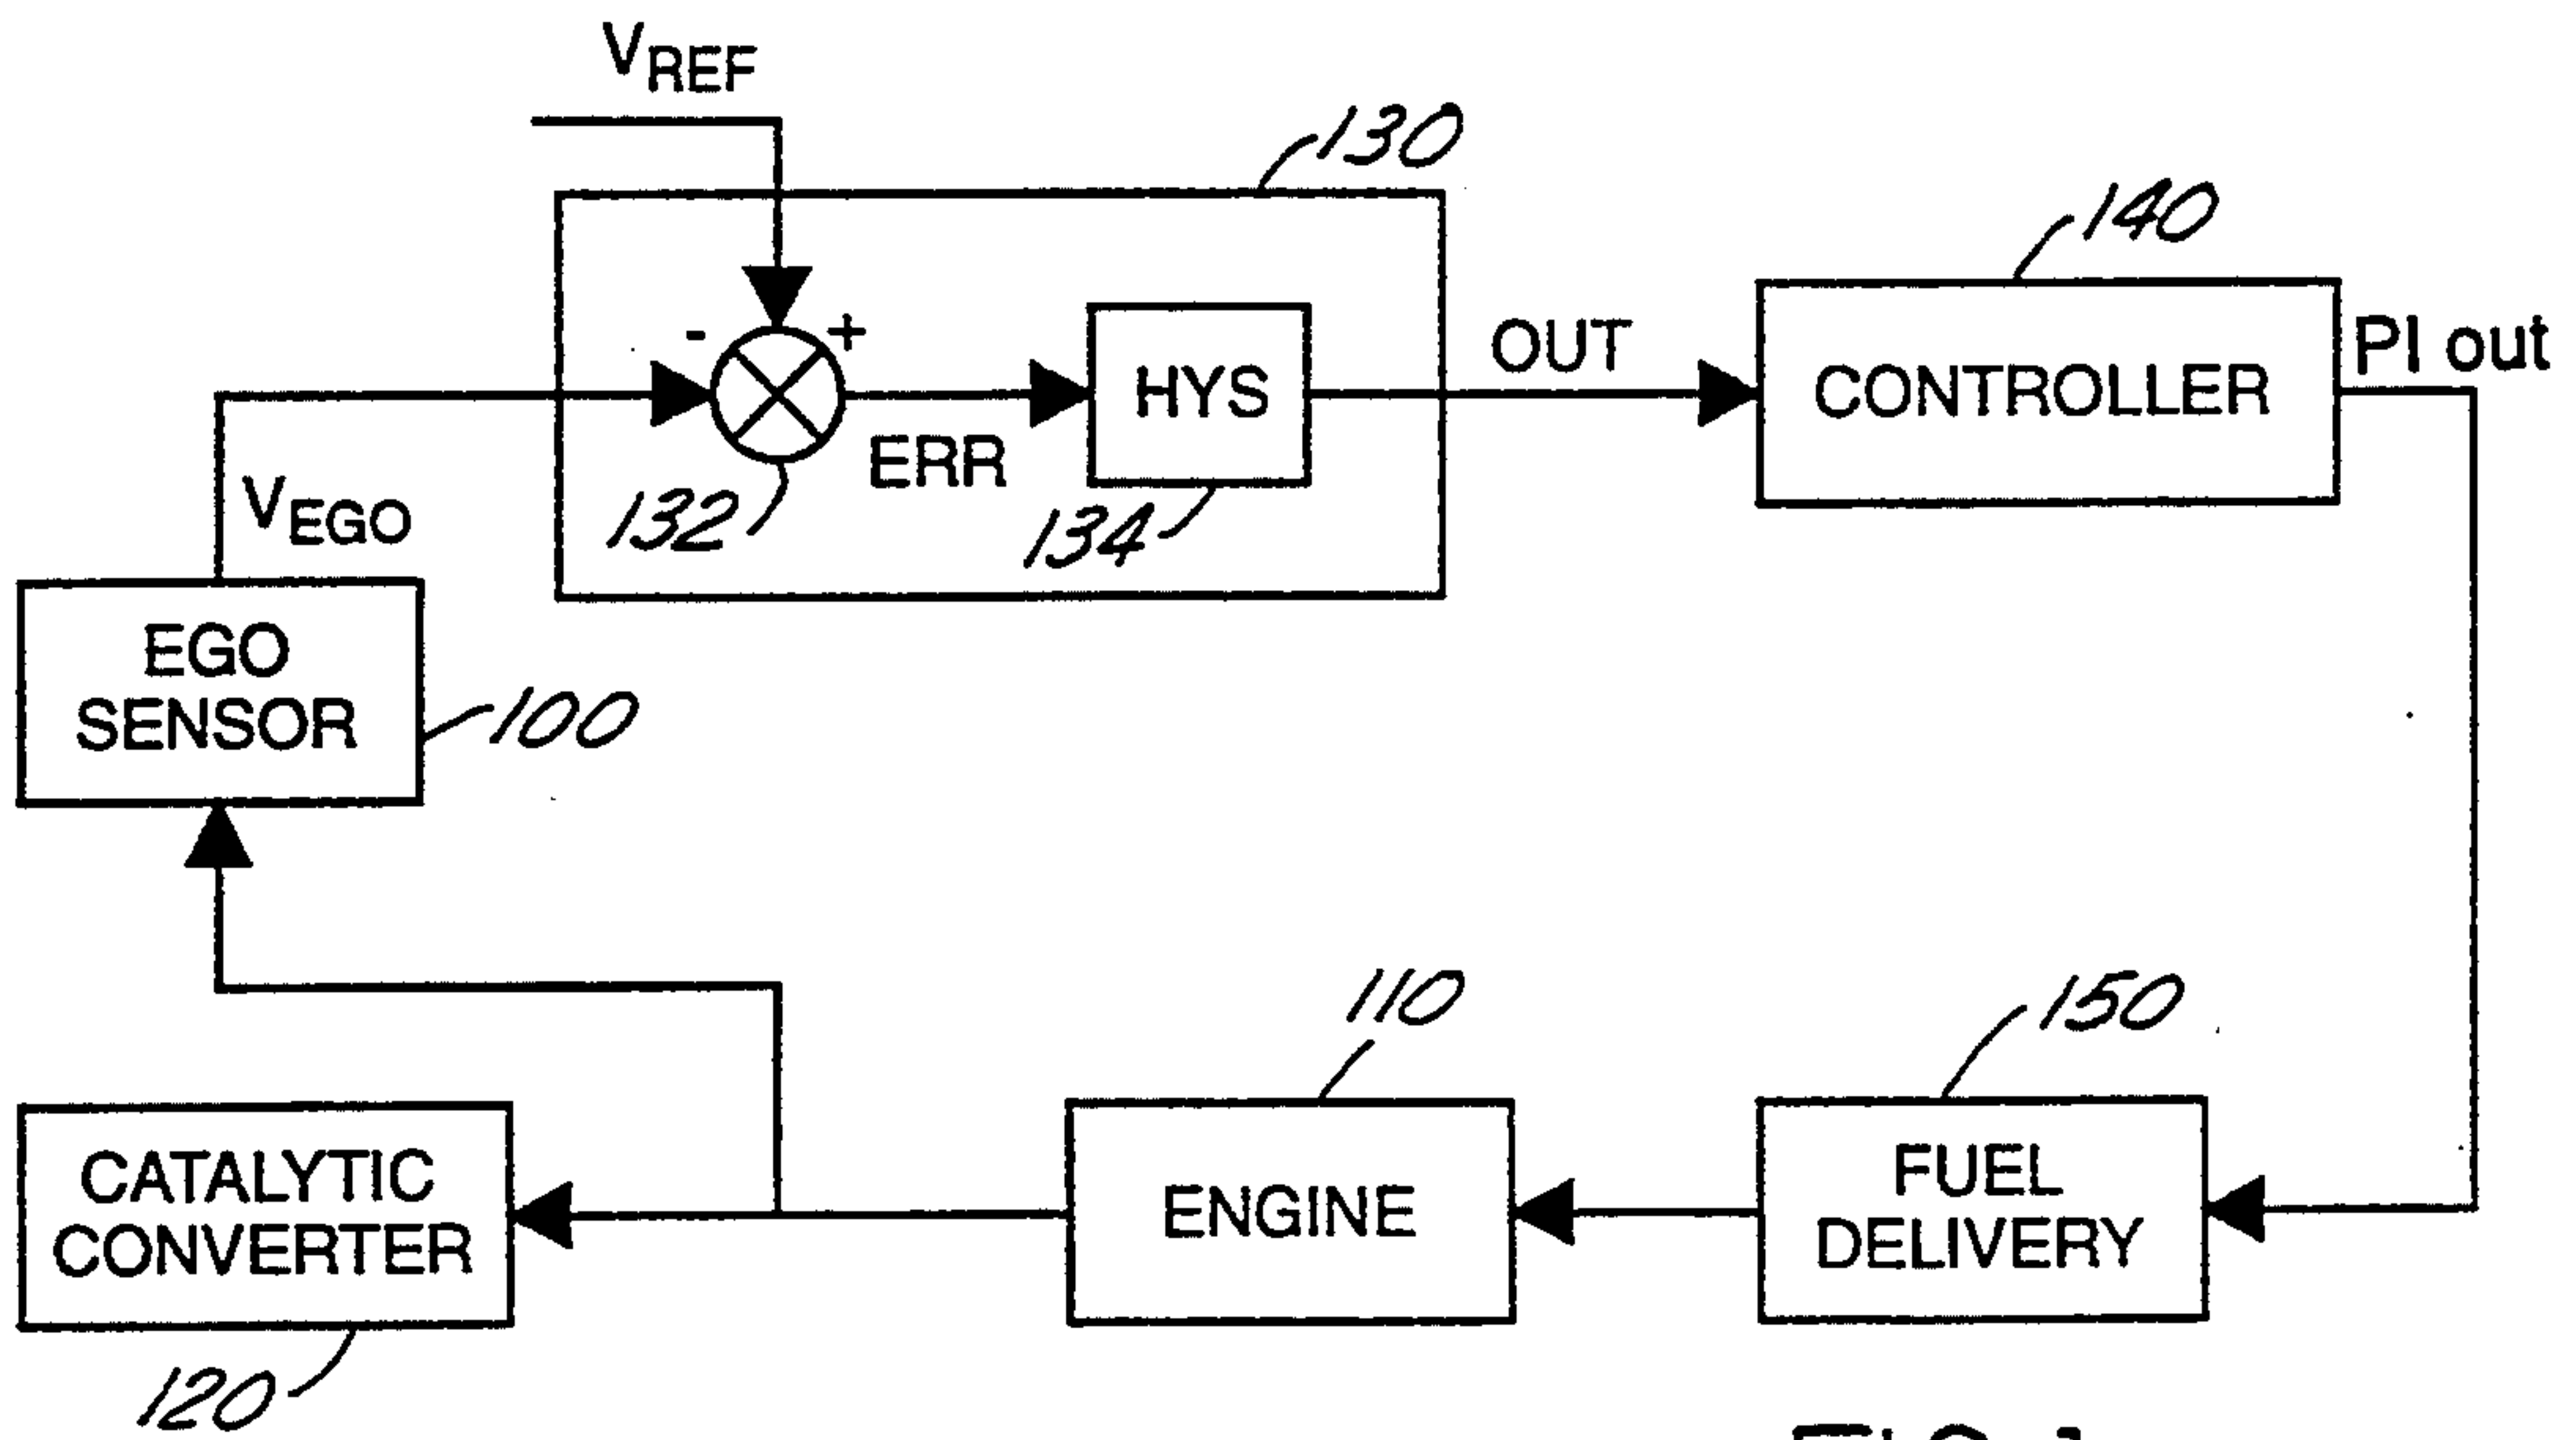 VREF
130
140
- +
OUT
PI out
HYS
CONTROLLER
ERR
VEGO
132
134
EGO
SENSOR
100
110
150
CATALYTIC
CONVERTER
ENGINE
FUEL
DELIVERY
120